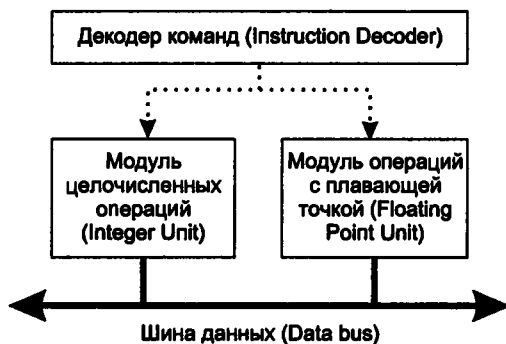 Декодер команд (Instruction Decoder)
Модуль
целочисленных
операций
(Integer Unit)
Модуль операций
с плавающей
точкой (Floating
Point Unit)
Шина данных (Data bus)